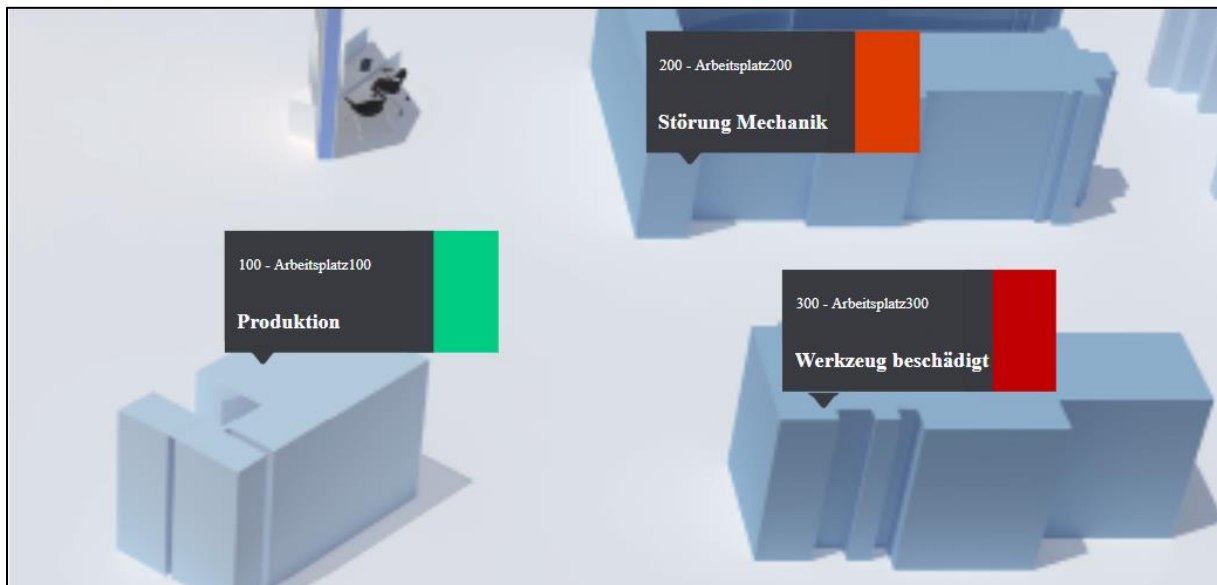 200 - Arbeitsplatz200
Störung Mechanik
100 - Arbeitsplatz100
Produktion
300 - Arbeitsplatz300
Werkzeug beschädigt